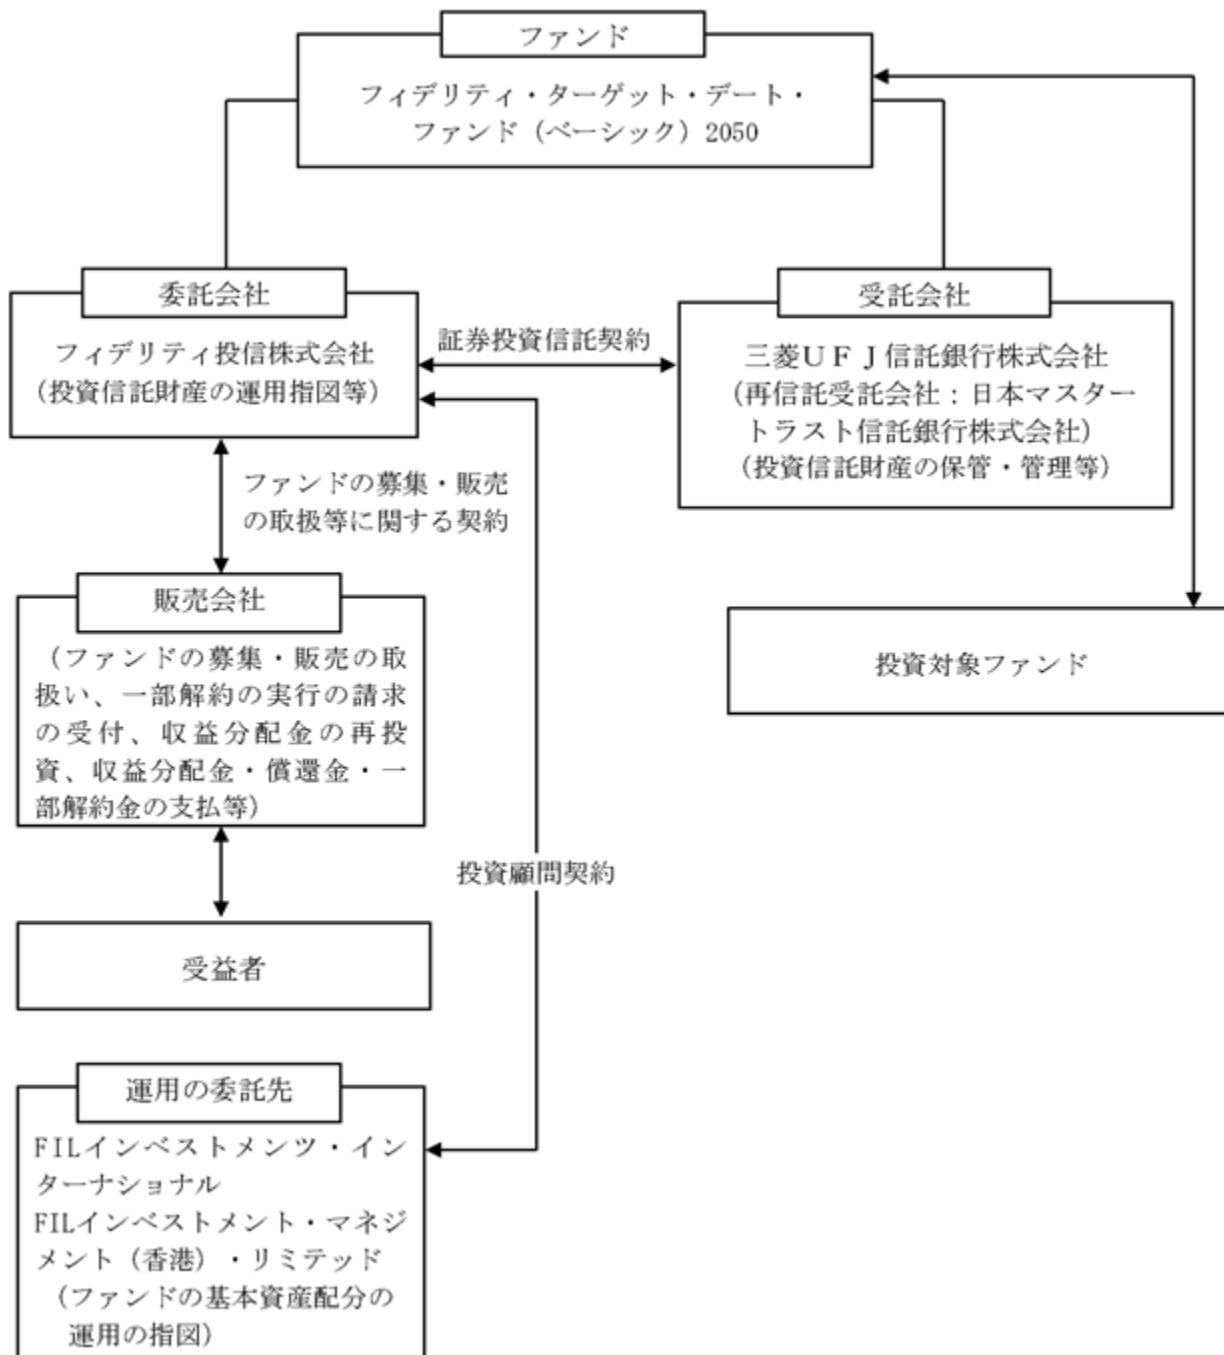 ファンド
フィデリティ・ターゲット・デート・
ファンド（ベーシック）2050
委託会社
フィデリティ投信株式会社
（投資信託財産の運用指図等）
証券投資信託契約
受託会社
三菱ＵＦＪ信託銀行株式会社
（再信託受託会社：日本マスター
トラスト信託銀行株式会社）
（投資信託財産の保管・管理等）
ファンドの募集・販売
の取扱等に関する契約
販売会社
（ファンドの募集・販売の取
扱い、一部解約の実行の請求
の受付、収益分配金の再投
資、収益分配金・償還金・一
部解約金の支払等）
投資対象ファンド
投資顧問契約
受益者
運用の委託先
FILインベストメンツ・イン
ターナショナル
FILインベストメント・マネジ
メント（香港）・リミテッド
（ファンドの基本資産配分の
運用の指図）